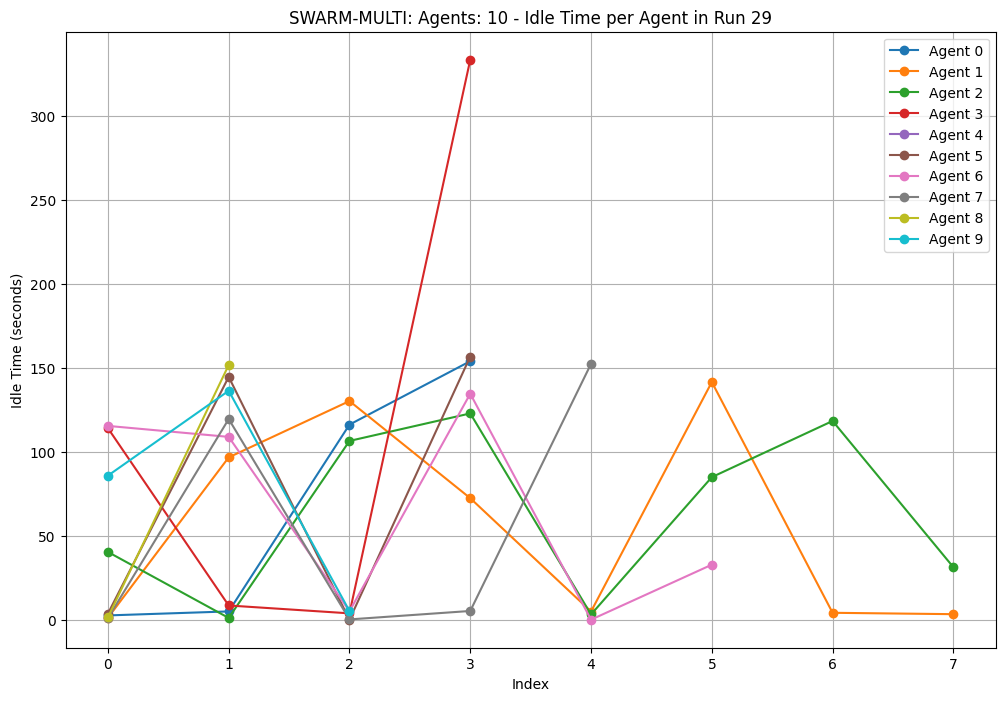 SWARM-MULTI: Agents: 10 - Idle Time per Agent in Run 29
Agent 0
Agent 1
Agent 2
Agent 3
Agent 4
Agent 5
Agent 6
Agent 7
Agent 8
Agent 9
Idle Time (seconds)
300
250
200
150
100
50
0
0 1 2 3 4 5 6 7
Index